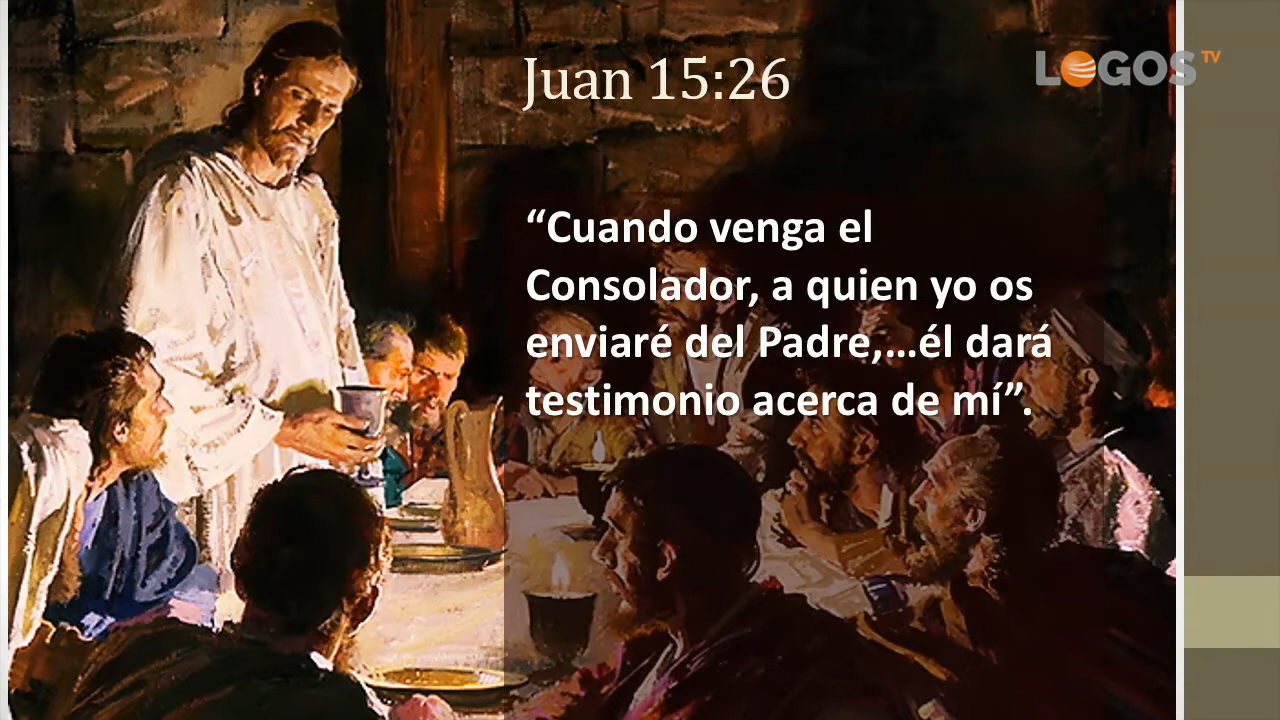 LOGOS TV
Juan 15:26
“Cuando venga el
Consolador, a quien yo os
enviaré del Padre,…él dará
testimonio acerca de mí”.